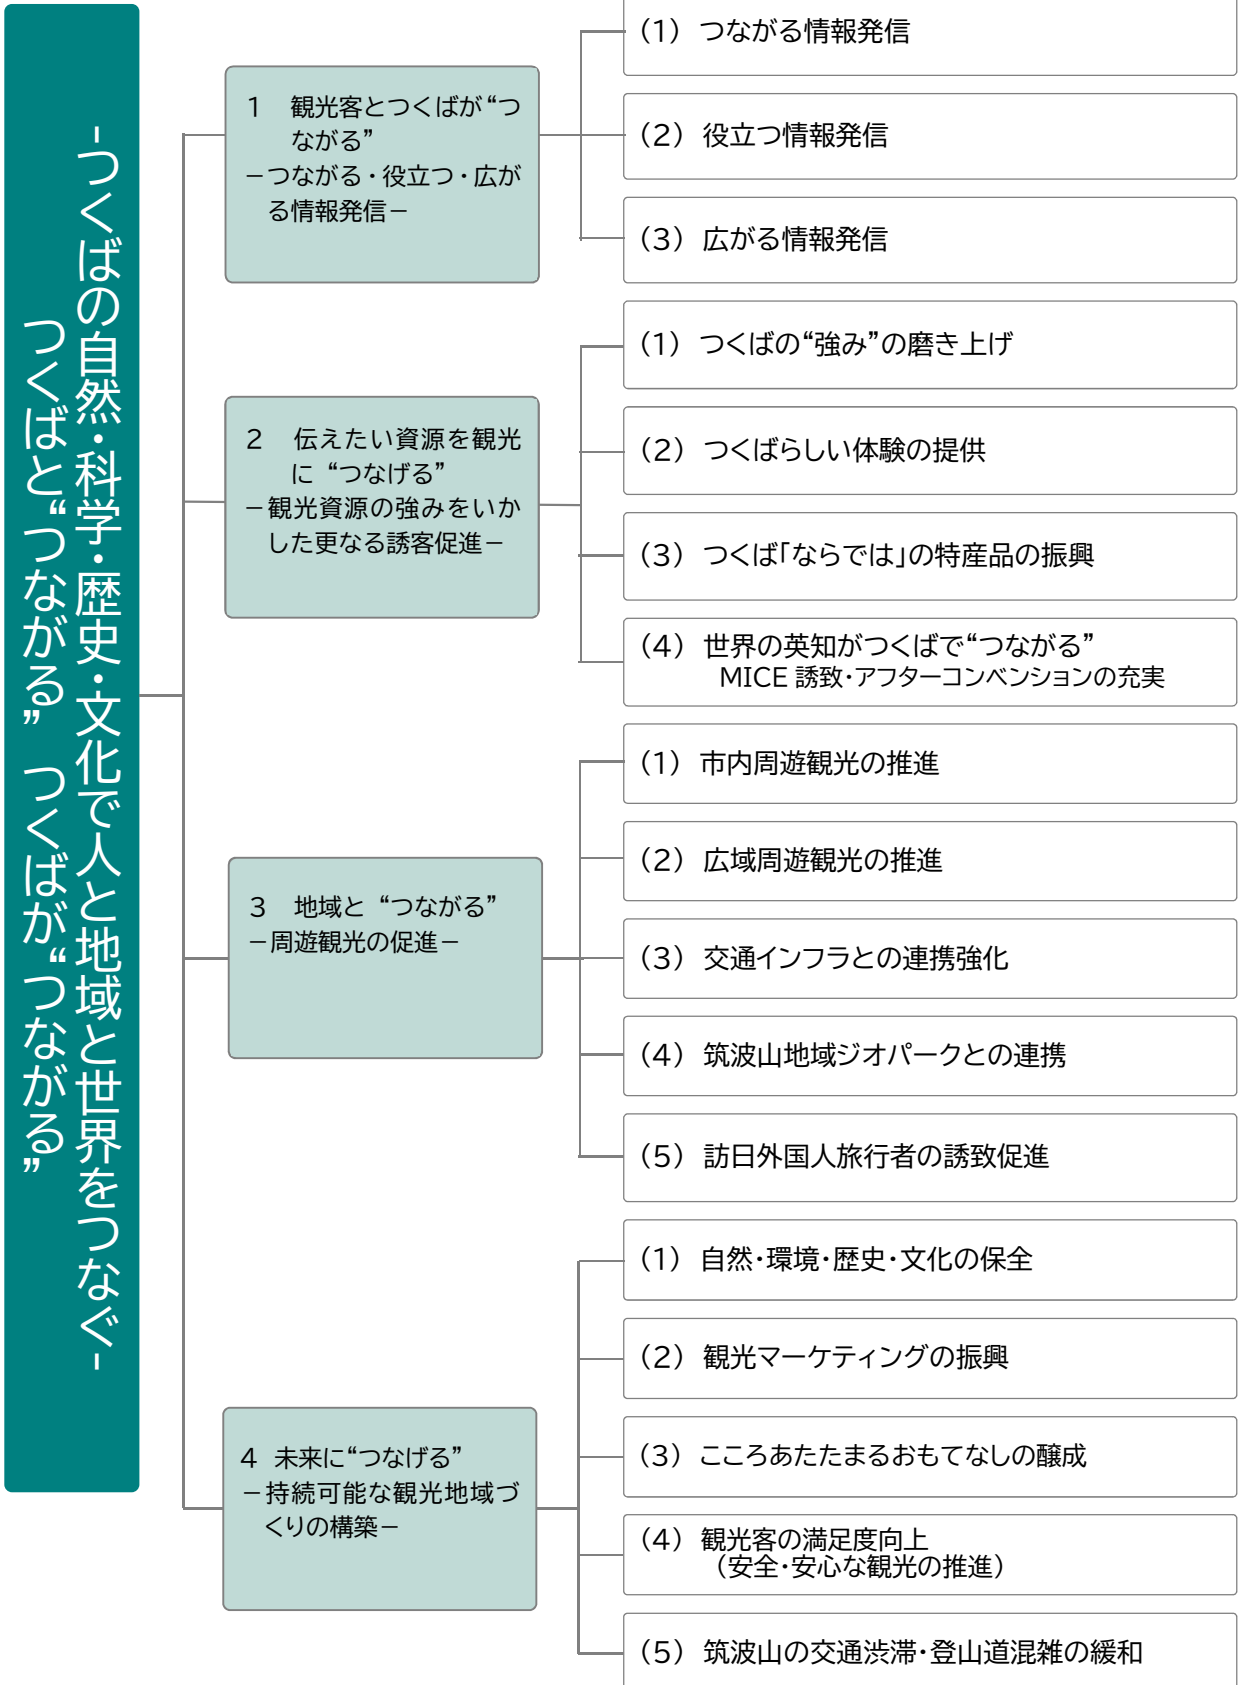 -つくばの自然・科学・歴史・文化で人と地域と世界をつなぐ-
つくばと“つながる” つくばが“つながる”
1 観光客とつくばが“つ
ながる”
－つながる・役立つ・広が
る情報発信－
（1） つながる情報発信
（2） 役立つ情報発信
（3） 広がる情報発信
2 伝えたい資源を観光
に “つなげる”
－観光資源の強みをいか
した更なる誘客促進－
（1） つくばの“強み”の磨き上げ
（2） つくばらしい体験の提供
（3） つくば「ならでは」の特産品の振興
（4） 世界の英知がつくばで“つながる”
MICE 誘致・アフターコンベンションの充実
3 地域と “つながる”
－周遊観光の促進－
（1） 市内周遊観光の推進
（2） 広域周遊観光の推進
（3） 交通インフラとの連携強化
（4） 筑波山地域ジオパークとの連携
（5） 訪日外国人旅行者の誘致促進
4 未来に“つなげる”
－持続可能な観光地域づ
くりの構築－
（1） 自然・環境・歴史・文化の保全
（2） 観光マーケティングの振興
（3） こころあたたまるおもてなしの醸成
（4） 観光客の満足度向上
（安全・安心な観光の推進）
（5） 筑波山の交通渋滞・登山道混雑の緩和